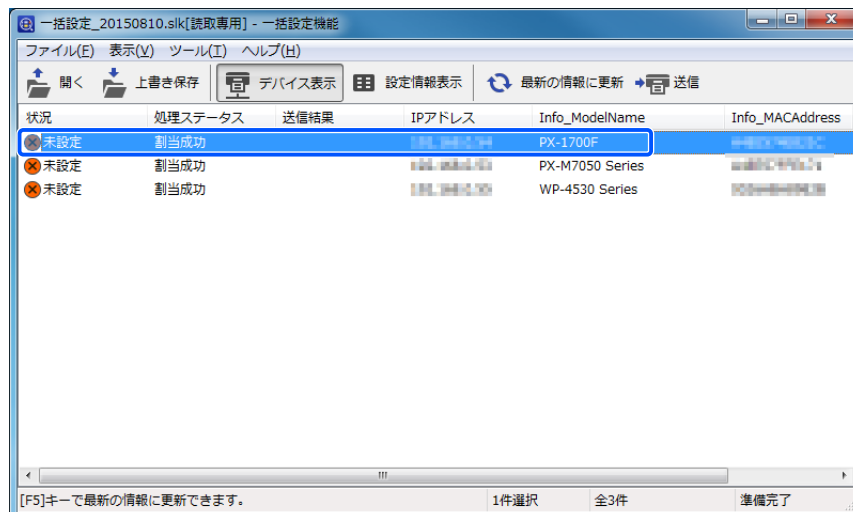 一括設定_20150810.slk[読取専用] - 一括設定機能
ファイル(F) 表示(V) ツール(T) ヘルプ(H)
開く 上書き保存 デバイス表示 設定情報表示 最新の情報に更新 送信
状況 処理ステータス 送信結果 IPアドレス Info_ModelName Info_MACAddress
未設定 割当成功 PX-1700F
未設定 割当成功 PX-M7050 Series
未設定 割当成功 WP-4530 Series
[F5]キーで最新の情報に更新できます。 1件選択 全3件 準備完了